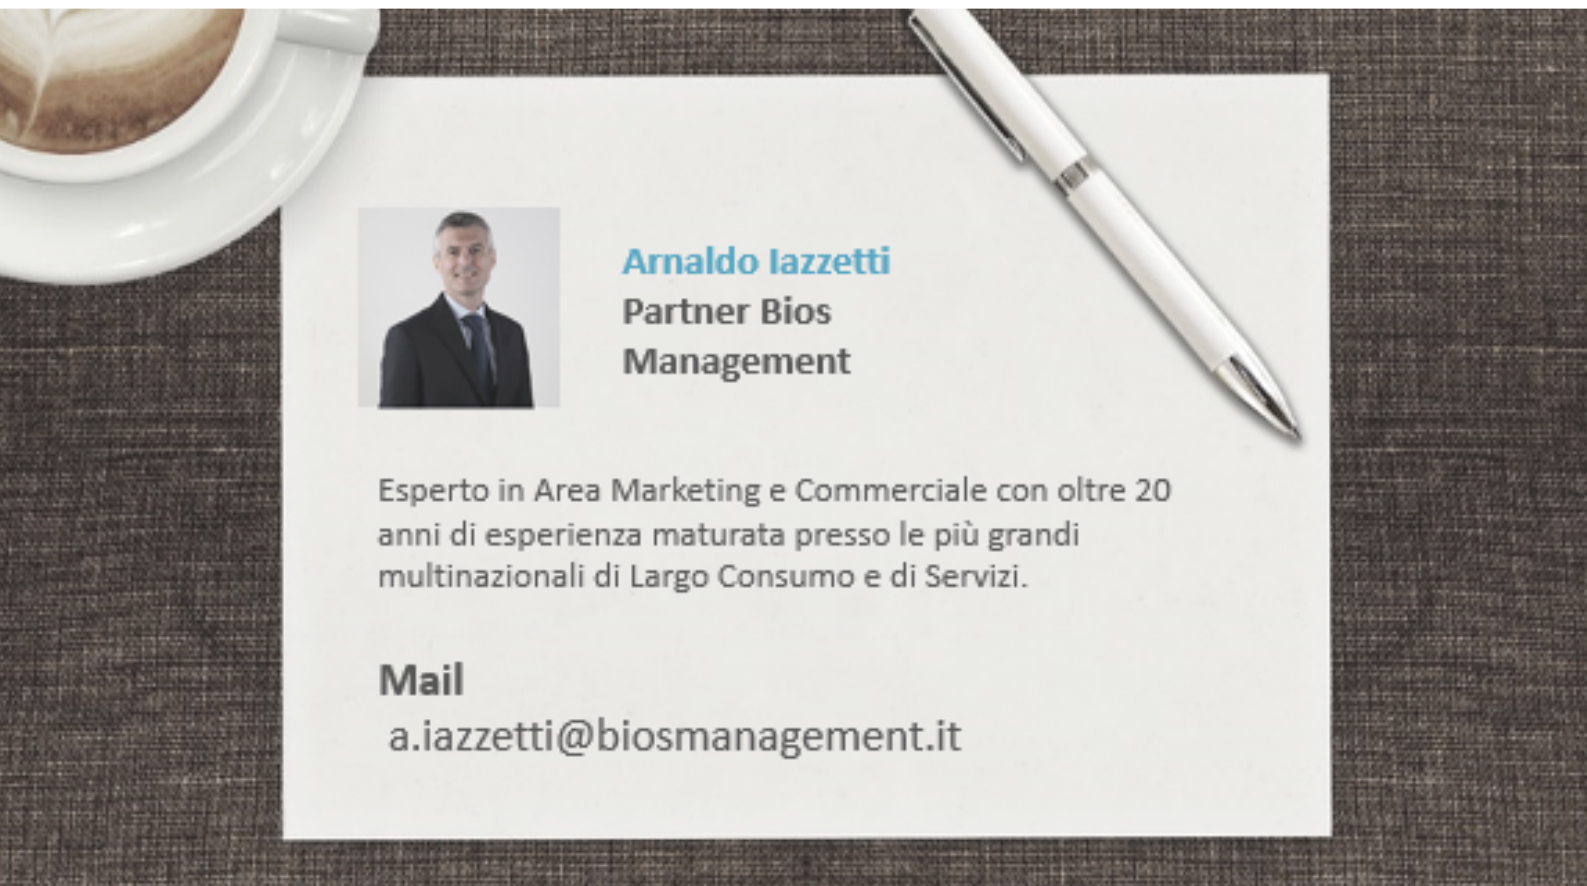 Arnaldo Iazzetti
Partner Bios
Management
Esperto in Area Marketing e Commerciale con oltre 20
anni di esperienza maturata presso le più grandi
multinazionali di Largo Consumo e di Servizi.
Mail
a.iazzetti@biosmanagement.it